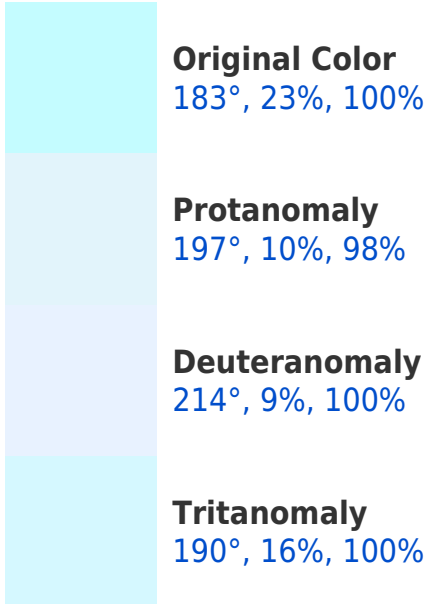 Original Color
183°, 23%, 100%
Protanomaly
197°, 10%, 98%
Deuteranomaly
214°, 9%, 100%
Tritanomaly
190°, 16%, 100%